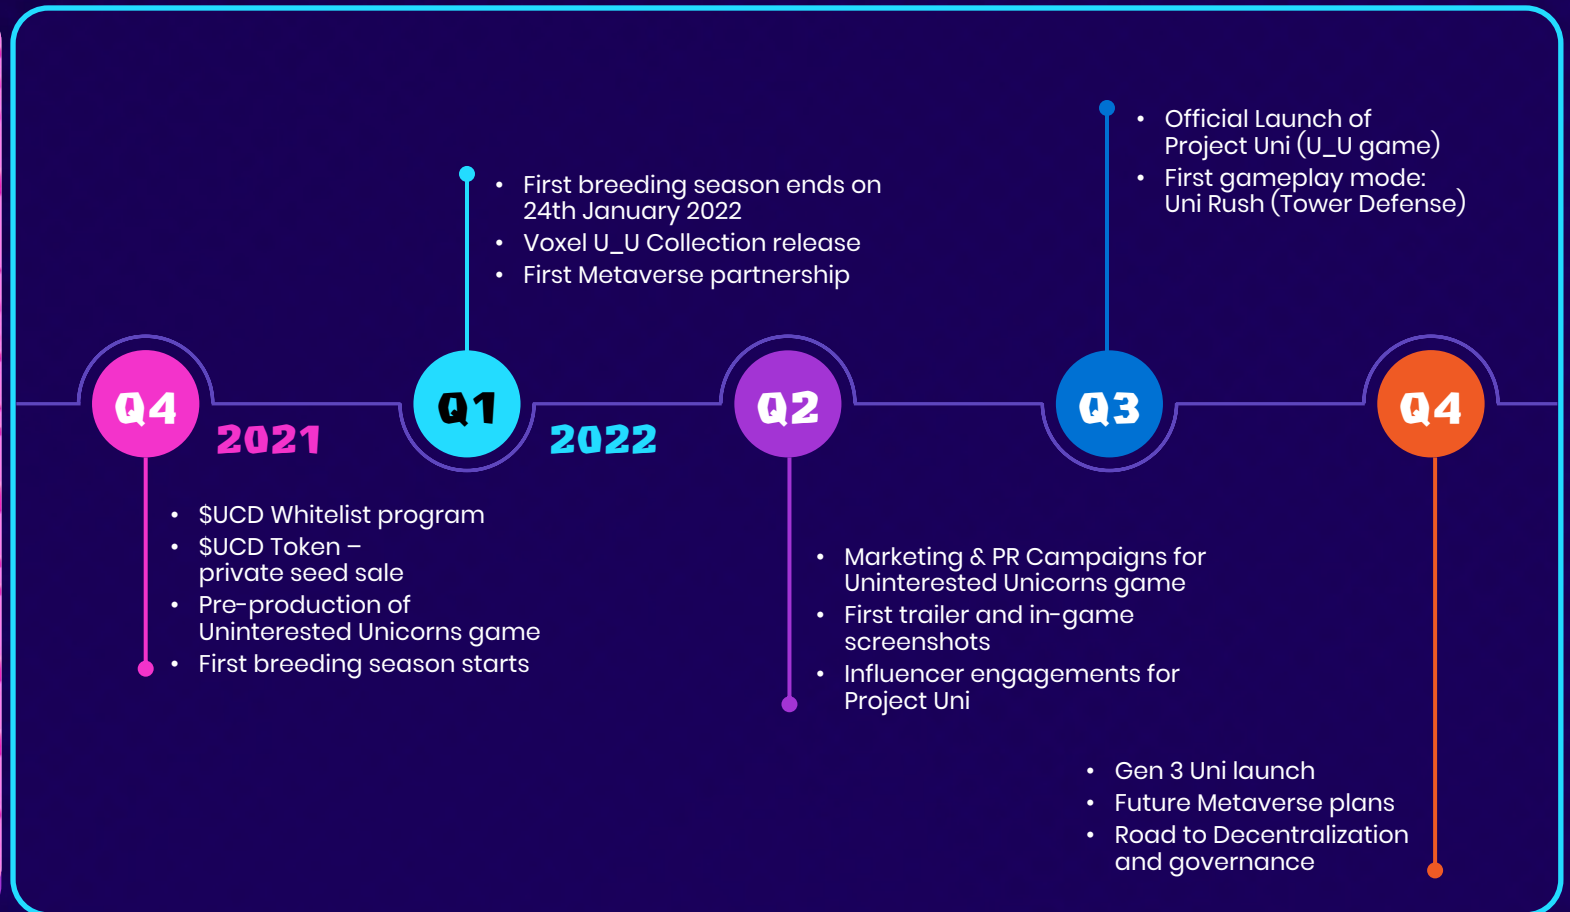 Q4
2021
• $UCD Whitelist program
• $UCD Token –
private seed sale
• Pre-production of
Uninterested Unicorns game
• First breeding season starts
Q1
2022
• First breeding season ends on
24th January 2022
• Voxel U_U Collection release
• First Metaverse partnership
Q2
• Marketing & PR Campaigns for
Uninterested Unicorns game
• First trailer and in-game
screenshots
• Influencer engagements for
Project Uni
Q3
• Official Launch of
Project Uni (U_U game)
• First gameplay mode:
Uni Rush (Tower Defense)
Q4
• Gen 3 Uni launch
• Future Metaverse plans
• Road to Decentralization
and governance